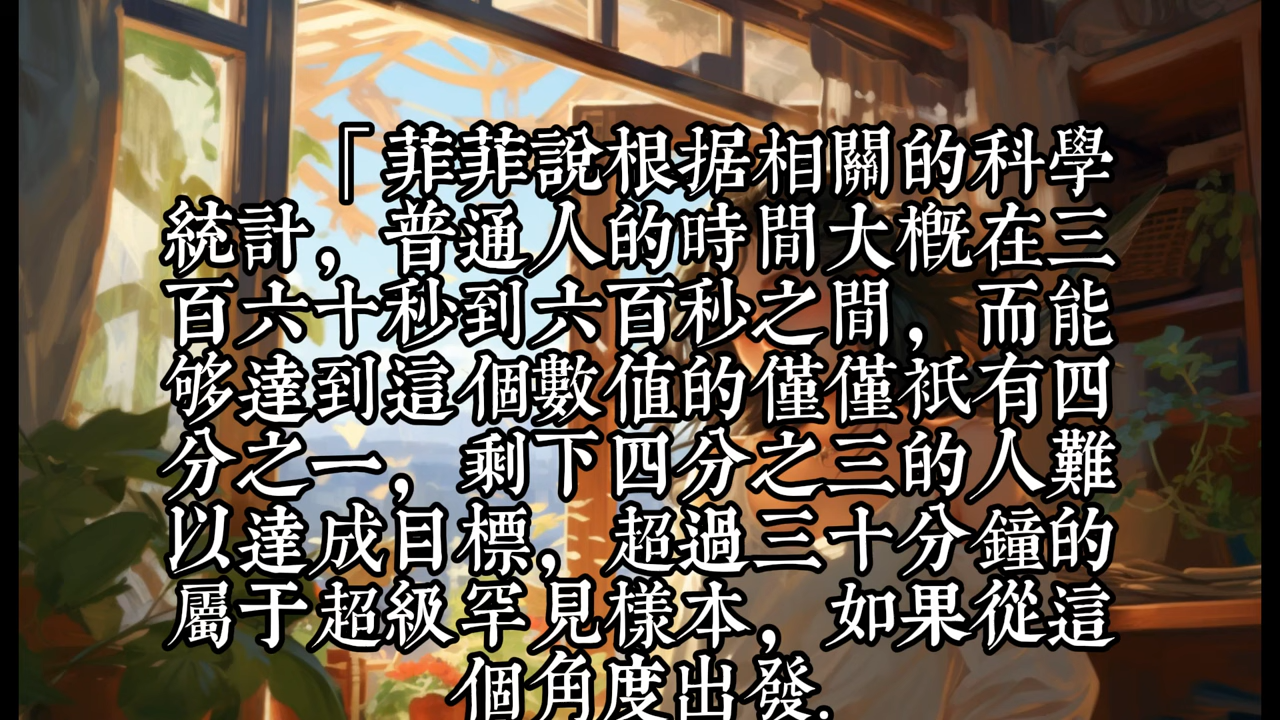 「菲菲說根据相關的科學
統計，普通人的時間大概在三
百六十秒到六百秒之間，而能
够達到這個數值的僅僅衹有四
分之一，剩下四分之三的人難
以達成目標，超過三十分鐘的
屬于超級罕見樣本，如果從這
個角度出發.